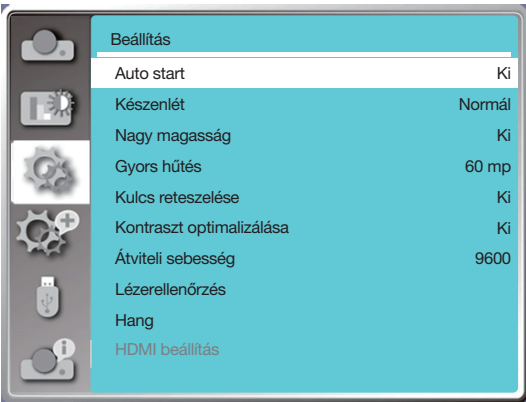 Beállítás
Auto start Ki
Készenlét Normál
Nagy magasság Ki
Gyors hűtés 60 mp
Kulcs reteszelése Ki
Kontraszt optimalizálása Ki
Átviteli sebesség 9600
Lézerellenőrzés
Hang
HDMI beállítás